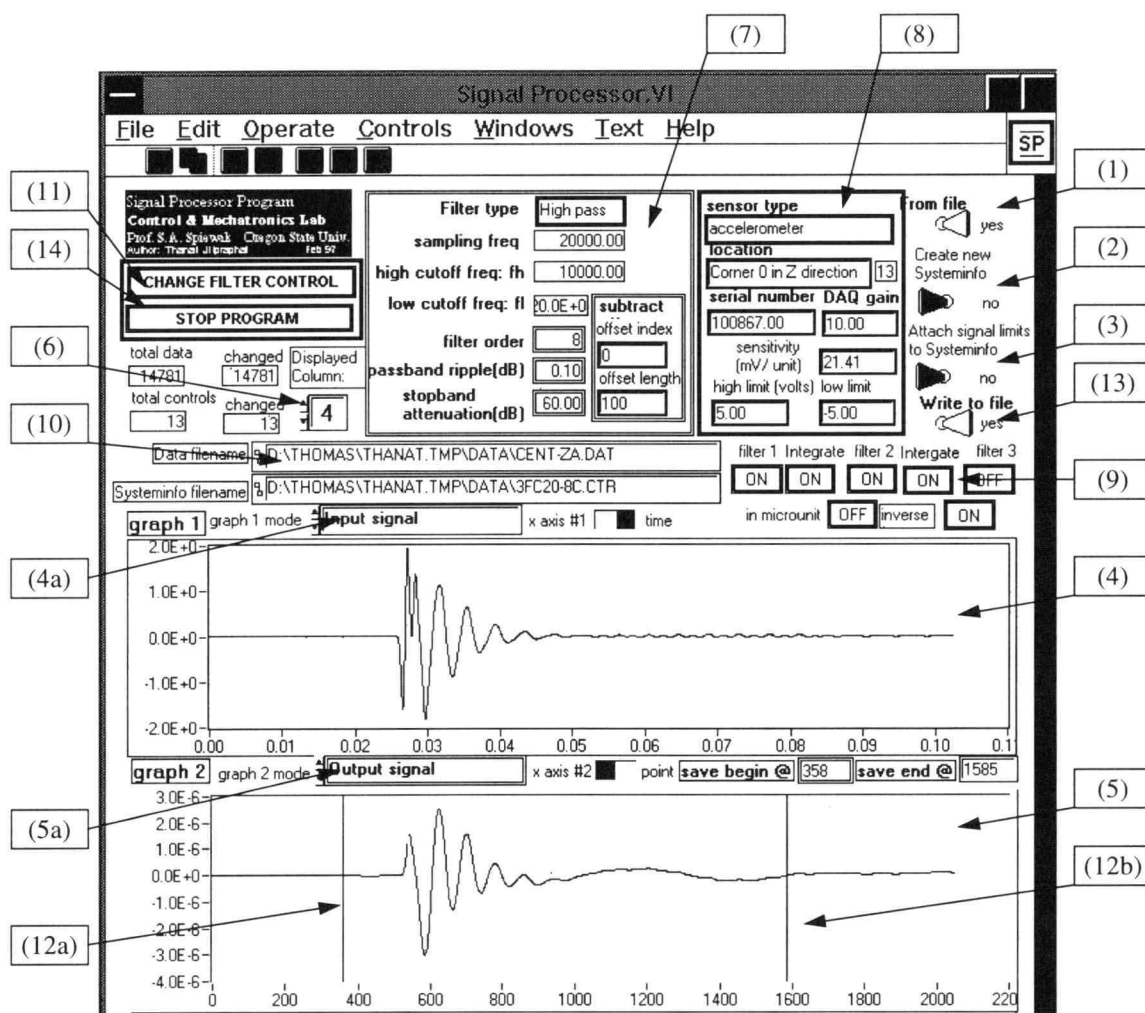 (7)
(8)
Signal Processor.VI
File Edit Operate Controls Windows Text Help
SP
(11)
(14)
(6)
(10)
(4a)
(5a)
(12a)
(1)
(2)
(3)
(13)
(9)
(4)
(5)
(12b)
Signal Processor Program
Control & Mechatronics Lab
Prof. S.A. Spiewak Oregon State Univ.
Author: Thanat Jitpraphai Feb 97
CHANGE FILTER CONTROL
STOP PROGRAM
total data
14781
changed
14781
total controls
13
changed
13
Displayed
Column:
4
Filter type High pass
sampling freq 20000.00
high cutoff freq: fh 10000.00
low cutoff freq: fl 20.0E+0
filter order 8
passband ripple(dB) 0.10
stopband
attenuation(dB) 60.00
subtract
offset index
0
offset length
100
sensor type
accelerometer
location
Corner 0 in Z direction 13
serial number DAQ gain
100867.00 10.00
sensitivity
(mV/ unit) 21.41
high limit (volts) low limit
5.00 -5.00
From file
yes
Create new
Systeminfo
no
Attach signal limits
to Systeminfo
no
Write to file
yes
Data filename D:\THOMAS\THANAT.TMP\DATA\CENT-ZA.DAT
Systeminfo filename D:\THOMAS\THANAT.TMP\DATA\3FC20-8C.CTR
filter 1 Integrate filter 2 Intergate filter 3
ON ON ON ON OFF
in microunit OFF inverse ON
graph 1 graph 1 mode Input signal x axis #1 time
2.0E+0
1.0E+0
0.0E+0
-1.0E+0
-2.0E+0
0.00 0.01 0.02 0.03 0.04 0.05 0.06 0.07 0.08 0.09 0.10 0.1
graph 2 graph 2 mode Output signal x axis #2 point save begin @ 358 save end @ 1585
3.0E-6
2.0E-6
1.0E-6
0.0E+0
-1.0E-6
-2.0E-6
-3.0E-6
-4.0E-6
0 200 400 600 800 1000 1200 1400 1600 1800 2000 220